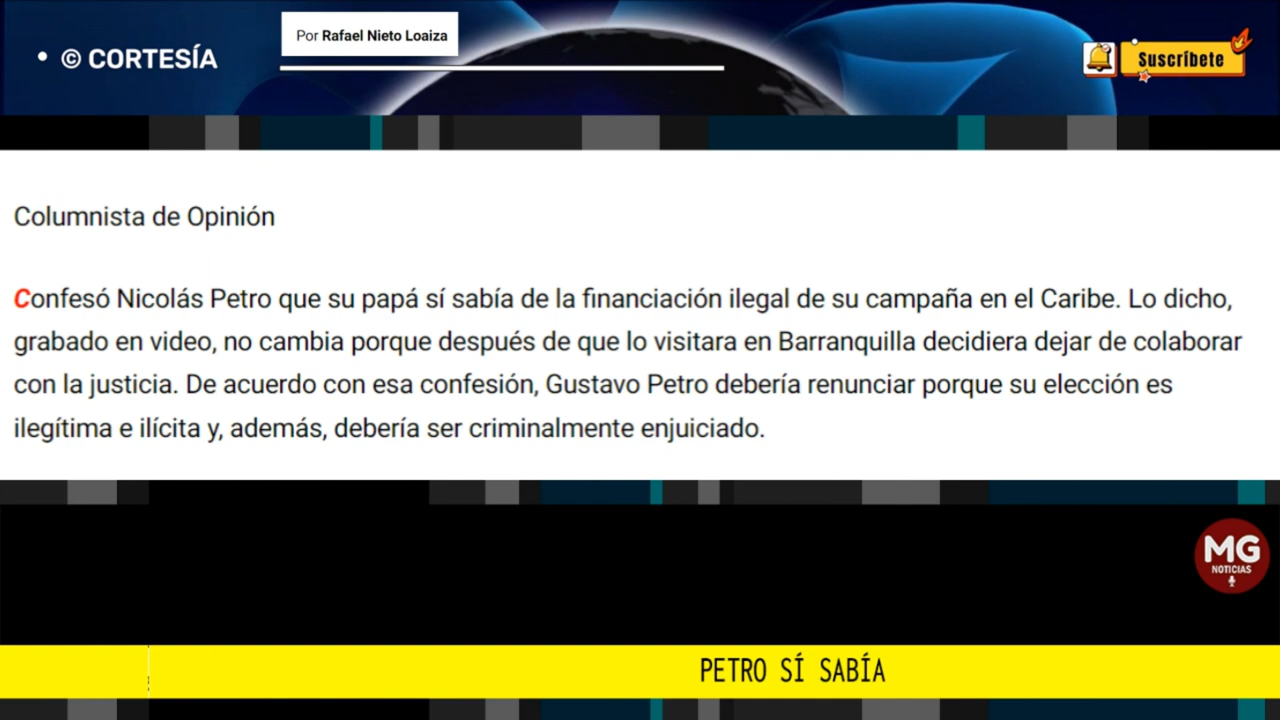 Por Rafael Nieto Loaiza
• © CORTESÍA
Suscríbete
Columnista de Opinión
Confesó Nicolás Petro que su papá sí sabía de la financiación ilegal de su campaña en el Caribe. Lo dicho,
grabado en video, no cambia porque después de que lo visitara en Barranquilla decidiera dejar de colaborar
con la justicia. De acuerdo con esa confesión, Gustavo Petro debería renunciar porque su elección es
ilegítima e ilícita y, además, debería ser criminalmente enjuiciado.
MG
NOTICIAS
PETRO SÍ SABÍA